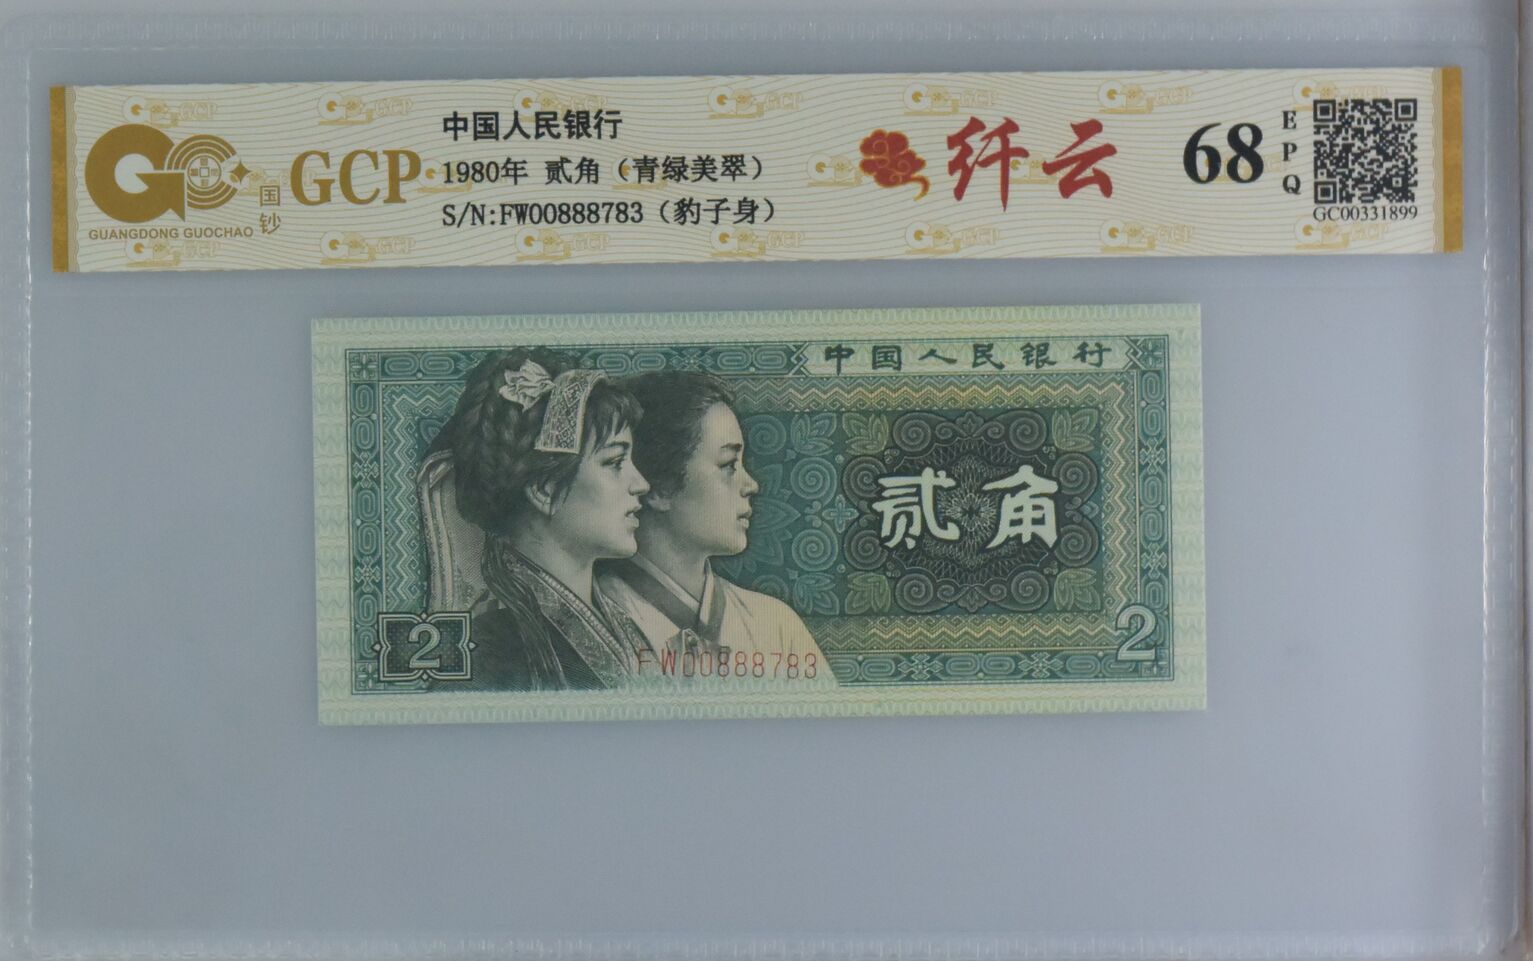 GCP
国钞
GUANGDONG GUOCHAO
中国人民银行
1980年 贰角（青绿美翠）
S/N:FW00888783（豹子身）
纤云
68
EPQ
GC00331899
中国人民银行
贰角
2
2
FW00888783